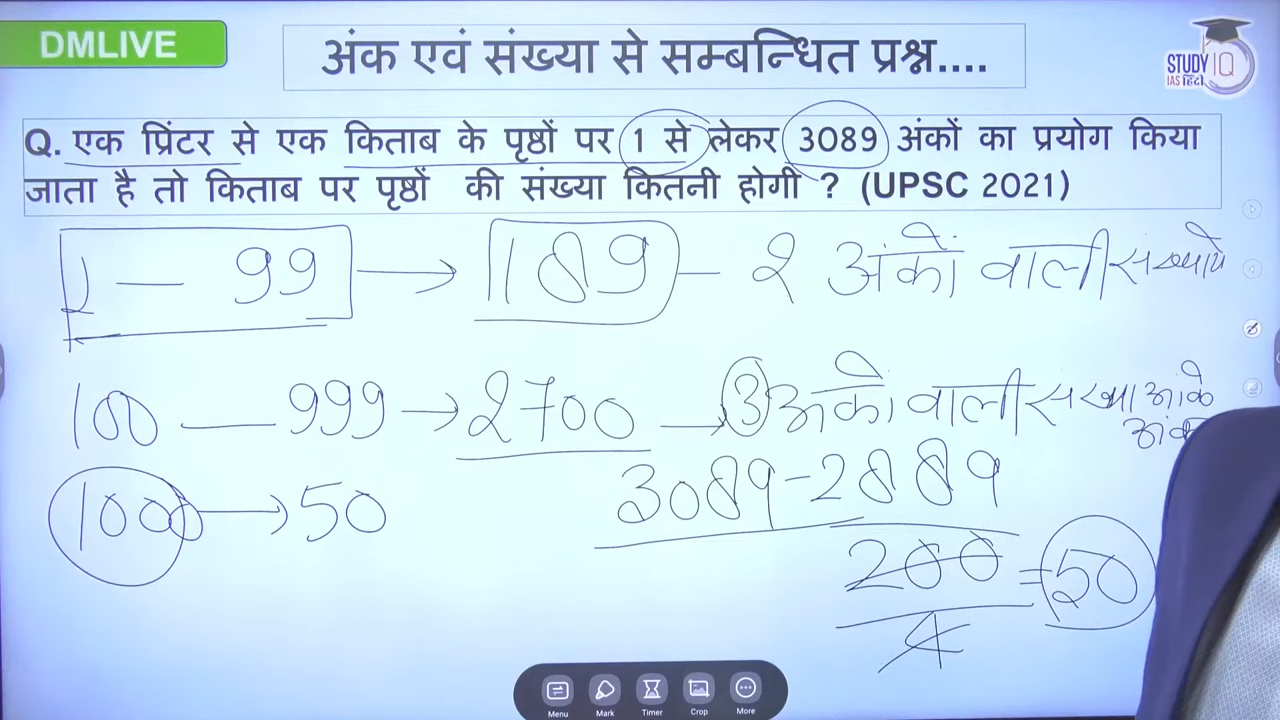 DMLIVE
अंक एवं संख्या से सम्बन्धित प्रश्न....
STUDY IQ
IAS हिंदी
Q. एक प्रिंटर से एक किताब के पृष्ठों पर 1 से लेकर 3089 अंकों का प्रयोग किया
जाता है तो किताब पर पृष्ठों की संख्या कितनी होगी ? (UPSC 2021)
1 — 99 → 189 – 2 अंकों वाली संख्याये
100 — 999 → 2700 → 3 अंको वाली संख्याओं के
अंक
3089-2889
1000 → 50
200
= 50
4
Menu Mark Timer Crop More